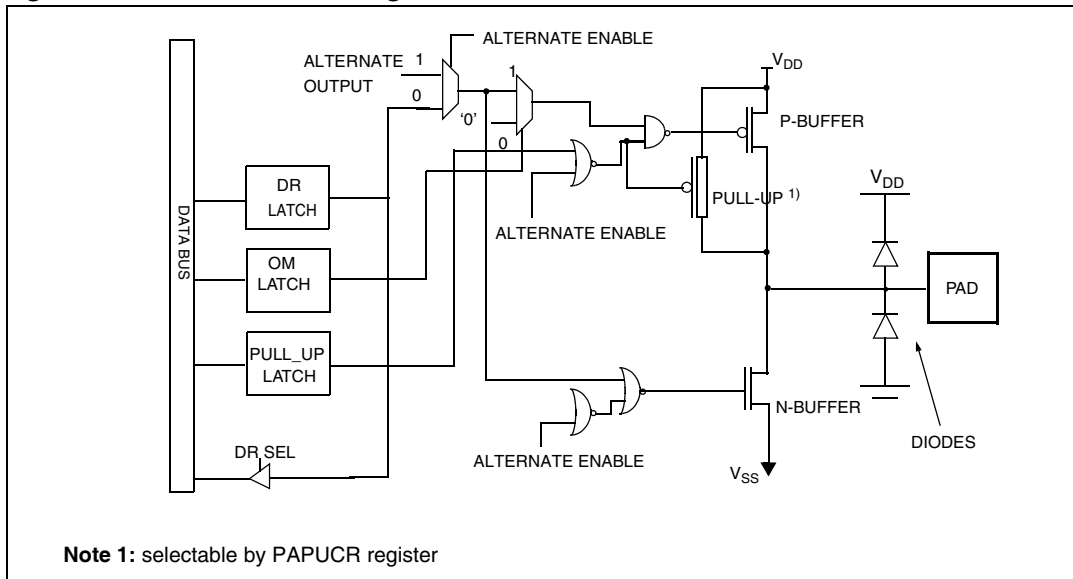 ALTERNATE ENABLE
ALTERNATE
OUTPUT
1
0
1
'0'
0
VDD
P-BUFFER
PULL-UP 1)
ALTERNATE ENABLE
VDD
DATA BUS
DR
LATCH
OM
LATCH
PULL_UP
LATCH
PAD
N-BUFFER
ALTERNATE ENABLE
DIODES
DR SEL
VSS
Note 1: selectable by PAPUCR register